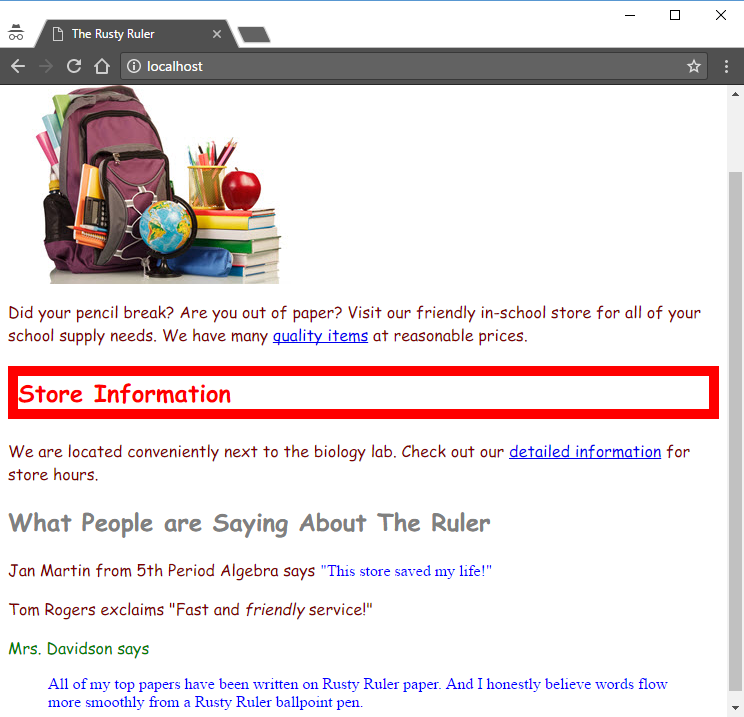 The Rusty Ruler
localhost
Did your pencil break? Are you out of paper? Visit our friendly in-school store for all of your
school supply needs. We have many quality items at reasonable prices.
Store Information
We are located conveniently next to the biology lab. Check out our detailed information for
store hours.
What People are Saying About The Ruler
Jan Martin from 5th Period Algebra says "This store saved my life!"
Tom Rogers exclaims "Fast and friendly service!"
Mrs. Davidson says
All of my top papers have been written on Rusty Ruler paper. And I honestly believe words flow
more smoothly from a Rusty Ruler ballpoint pen.